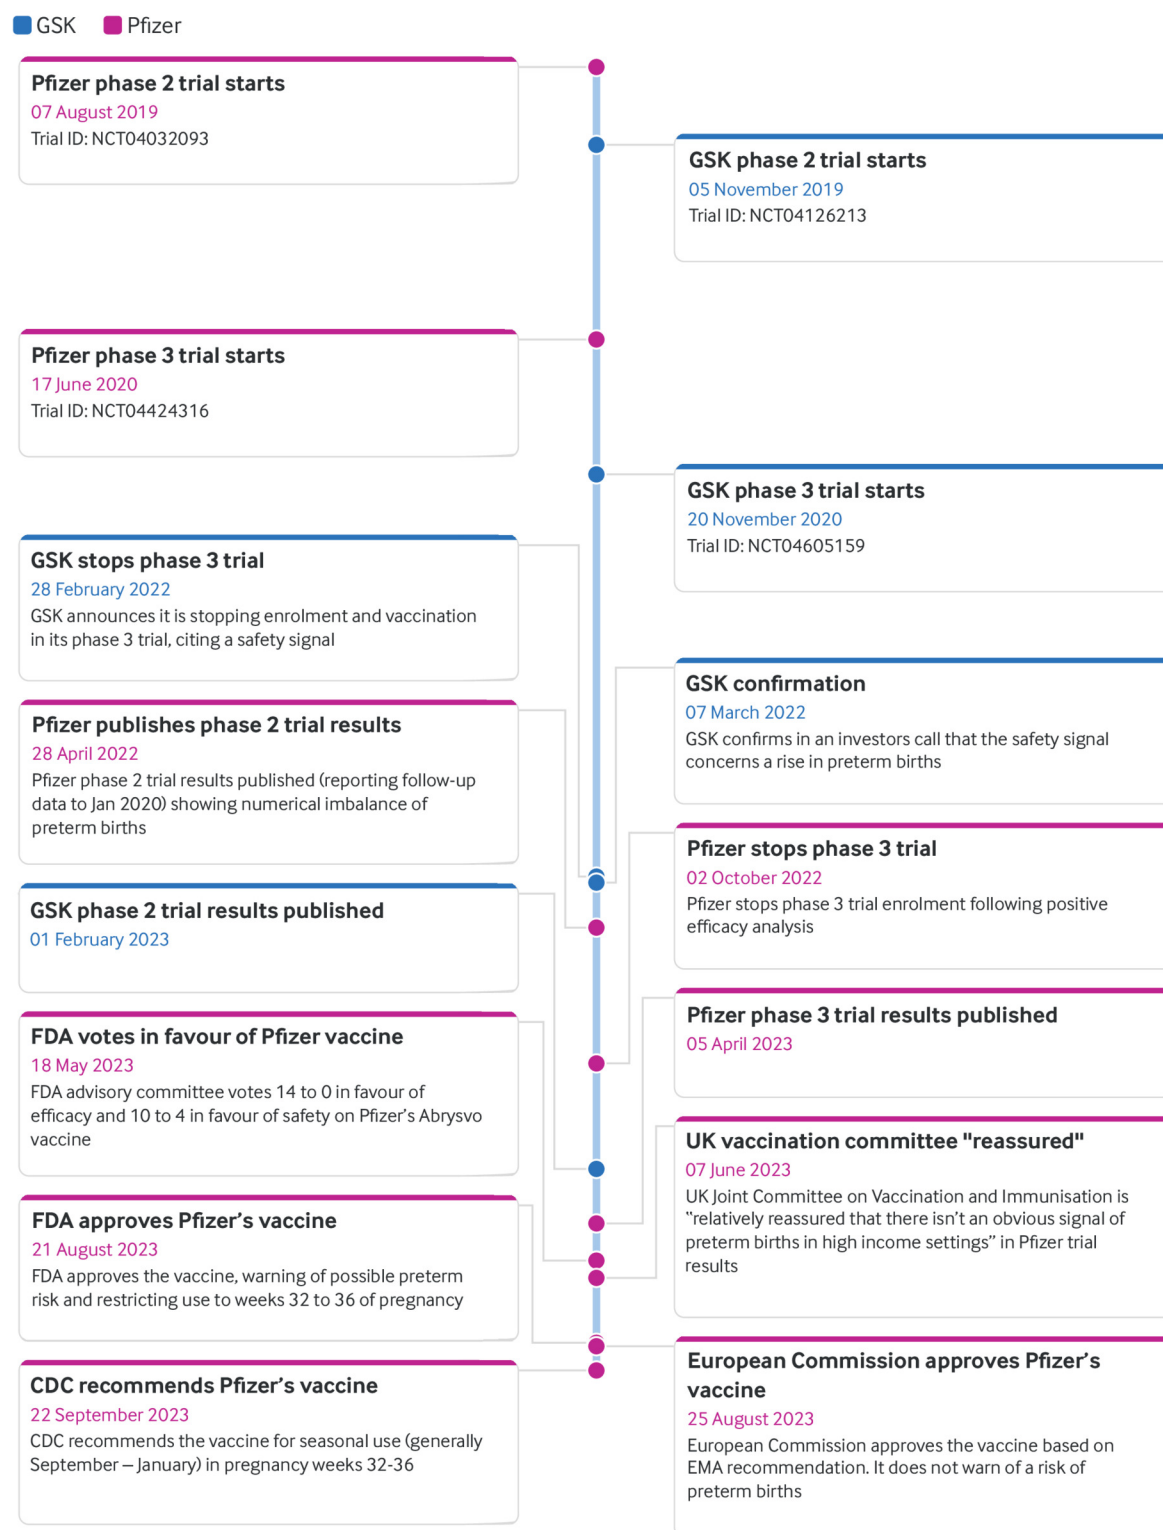 GSK
Pfizer
Pfizer phase 2 trial starts
07 August 2019
Trial ID: NCT04032093
GSK phase 2 trial starts
05 November 2019
Trial ID: NCT04126213
Pfizer phase 3 trial starts
17 June 2020
Trial ID: NCT04424316
GSK phase 3 trial starts
20 November 2020
Trial ID: NCT04605159
GSK stops phase 3 trial
28 February 2022
GSK announces it is stopping enrolment and vaccination
in its phase 3 trial, citing a safety signal
GSK confirmation
07 March 2022
GSK confirms in an investors call that the safety signal
concerns a rise in preterm births
Pfizer publishes phase 2 trial results
28 April 2022
Pfizer phase 2 trial results published (reporting follow-up
data to Jan 2020) showing numerical imbalance of
preterm births
Pfizer stops phase 3 trial
02 October 2022
Pfizer stops phase 3 trial enrolment following positive
efficacy analysis
GSK phase 2 trial results published
01 February 2023
Pfizer phase 3 trial results published
05 April 2023
FDA votes in favour of Pfizer vaccine
18 May 2023
FDA advisory committee votes 14 to 0 in favour of
efficacy and 10 to 4 in favour of safety on Pfizer's Abrysvo
vaccine
UK vaccination committee "reassured"
07 June 2023
UK Joint Committee on Vaccination and Immunisation is
“relatively reassured that there isn't an obvious signal of
preterm births in high income settings” in Pfizer trial
results
FDA approves Pfizer's vaccine
21 August 2023
FDA approves the vaccine, warning of possible preterm
risk and restricting use to weeks 32 to 36 of pregnancy
European Commission approves Pfizer's
vaccine
25 August 2023
European Commission approves the vaccine based on
EMA recommendation. It does not warn of a risk of
preterm births
CDC recommends Pfizer's vaccine
22 September 2023
CDC recommends the vaccine for seasonal use (generally
September – January) in pregnancy weeks 32-36